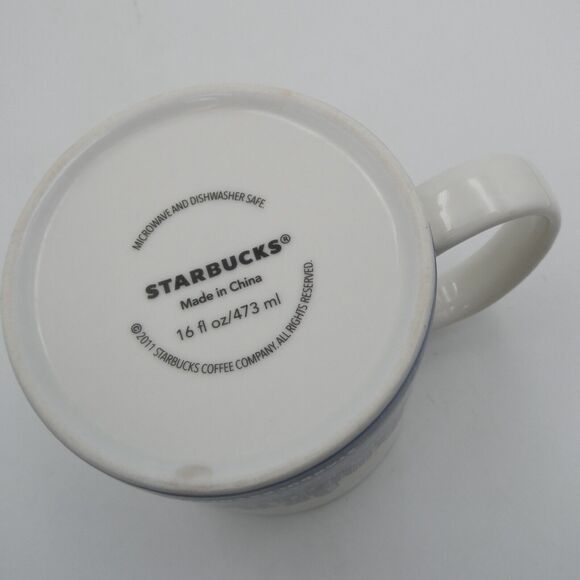 MICROWAVE AND DISHWASHER SAFE.
STARBUCKS®
Made in China
16 fl oz/473 ml
©2011 STARBUCKS COFFEE COMPANY. ALL RIGHTS RESERVED.